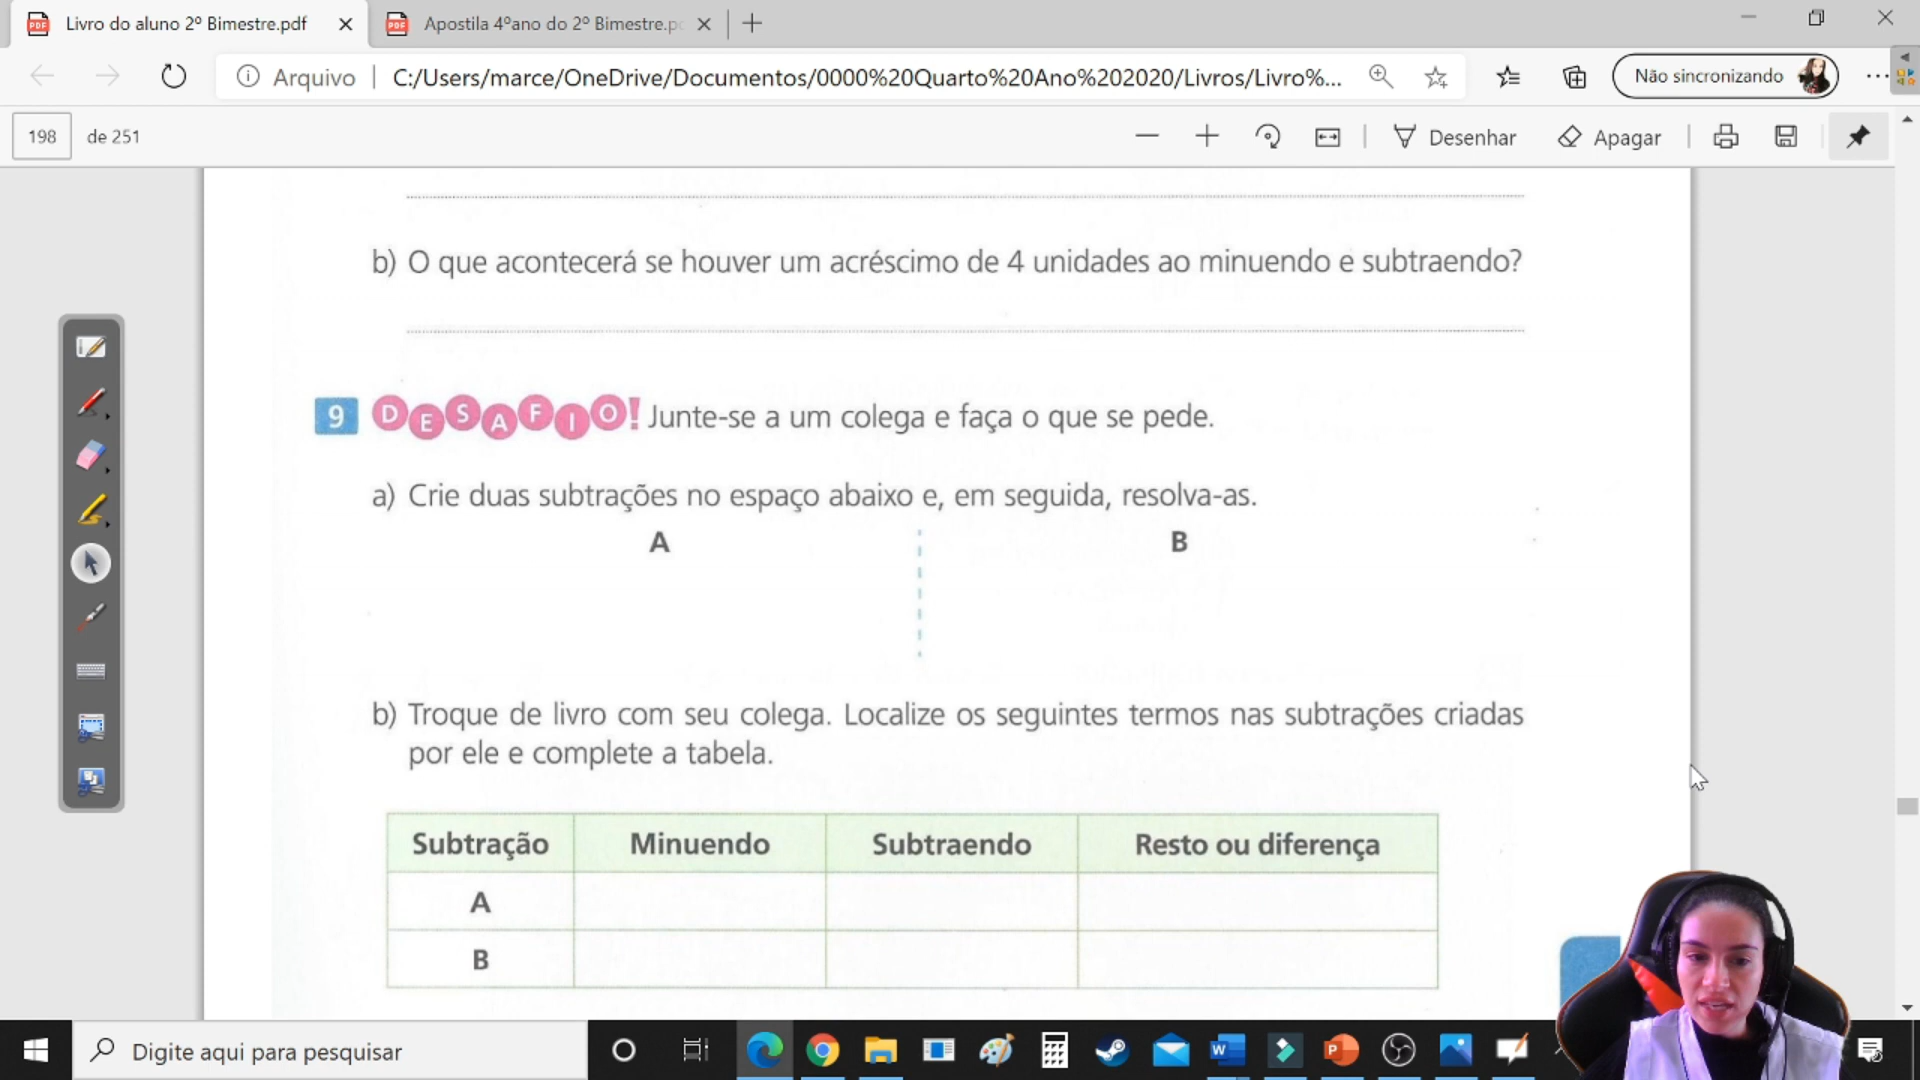 Livro do aluno 2º Bimestre.pdf
Apostila 4ºano do 2º Bimestre.p
Arquivo
C:/Users/marce/OneDrive/Documentos/0000%20Quarto%20Ano%202020/Livros/Livro%...
Não sincronizando
198 de 251
Desenhar
Apagar
b) O que acontecerá se houver um acréscimo de 4 unidades ao minuendo e subtraendo?
9 DESAFIO! Junte-se a um colega e faça o que se pede.
a) Crie duas subtrações no espaço abaixo e, em seguida, resolva-as.
A B
b) Troque de livro com seu colega. Localize os seguintes termos nas subtrações criadas
por ele e complete a tabela.
Subtração Minuendo Subtraendo Resto ou diferença
A
B
Digite aqui para pesquisar